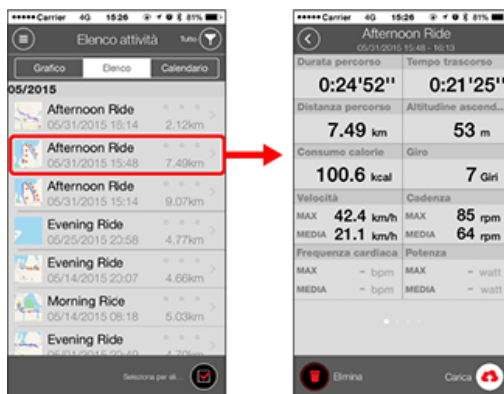 Carrier 4G 15:26 81%
Elenco attività
Tutto
Grafico Elenco Calendario
05/2015
Afternoon Ride
05/31/2015 16:14 2.12km
Afternoon Ride
05/31/2015 15:48 7.49km
Afternoon Ride
05/31/2015 15:14 9.07km
Evening Ride
05/25/2015 20:58 4.77km
Evening Ride
05/14/2015 20:07 4.66km
Morning Rice
05/14/2015 08:18 5.03km
Evening Ride
Seleziona per eli...
Carrier 4G 15:26 81%
Afternoon Ride
05/31/2015 15:48 - 16:13
Durata percorso Tempo trascorso
0:24'52'' 0:21'25''
Distanza percorso Altitudine ascend...
7.49 km 53 m
Consumo calorie Giro
100.6 kcal 7 Giri
Velocità Cadenza
MAX 42.4 km/h MAX 85 rpm
MEDIA 21.1 km/h MEDIA 64 rpm
Frequenza cardiaca Potenza
MAX - bpm MAX - watt
MEDIA - bpm MEDIA - watt
Elimina Carica